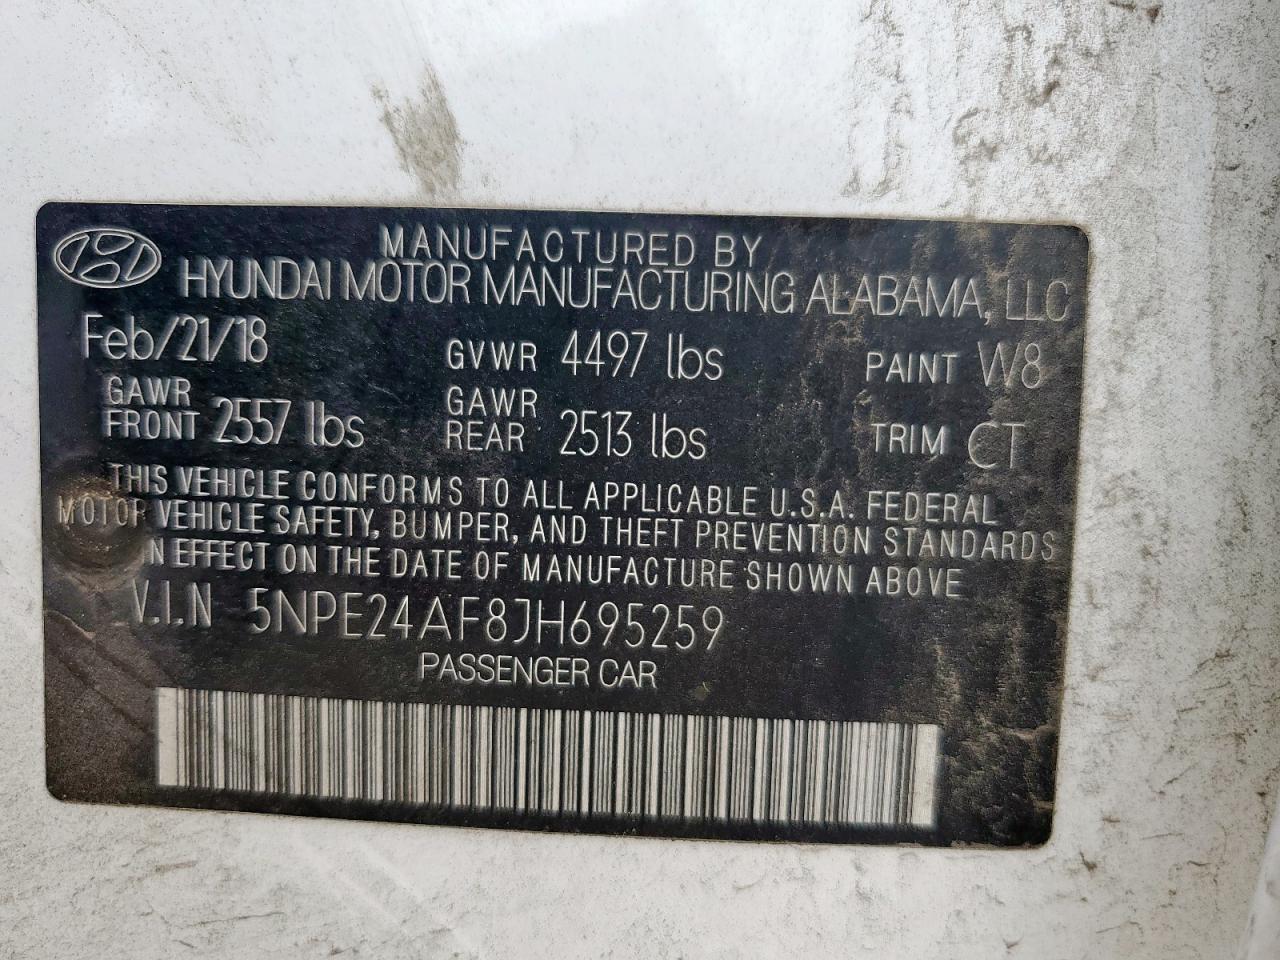 MANUFACTURED BY
HYUNDAI MOTOR MANUFACTURING ALABAMA, LLC
Feb/21/18 GVWR 4497 lbs PAINT W8
GAWR FRONT 2557 lbs GAWR REAR 2513 lbs TRIM CT
THIS VEHICLE CONFORMS TO ALL APPLICABLE U.S.A. FEDERAL
MOTOR VEHICLE SAFETY, BUMPER, AND THEFT PREVENTION STANDARDS
IN EFFECT ON THE DATE OF MANUFACTURE SHOWN ABOVE
V.I.N 5NPE24AF8JH695259
PASSENGER CAR